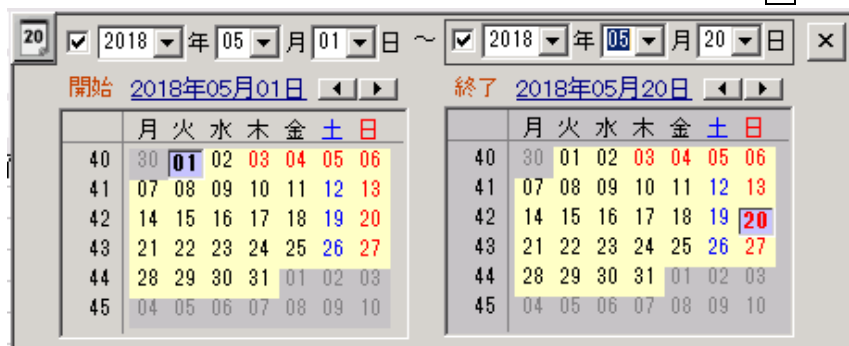 20 2018 年 05 月 01 日 ～ 2018 年 05 月 20 日
開始 2018年05月01日 終了 2018年05月20日
月 火 水 木 金 土 日 月 火 水 木 金 土 日
40 30 01 02 03 04 05 06 40 30 01 02 03 04 05 06
41 07 08 09 10 11 12 13 41 07 08 09 10 11 12 13
42 14 15 16 17 18 19 20 42 14 15 16 17 18 19 20
43 21 22 23 24 25 26 27 43 21 22 23 24 25 26 27
44 28 29 30 31 01 02 03 44 28 29 30 31 01 02 03
45 04 05 06 07 08 09 10 45 04 05 06 07 08 09 10